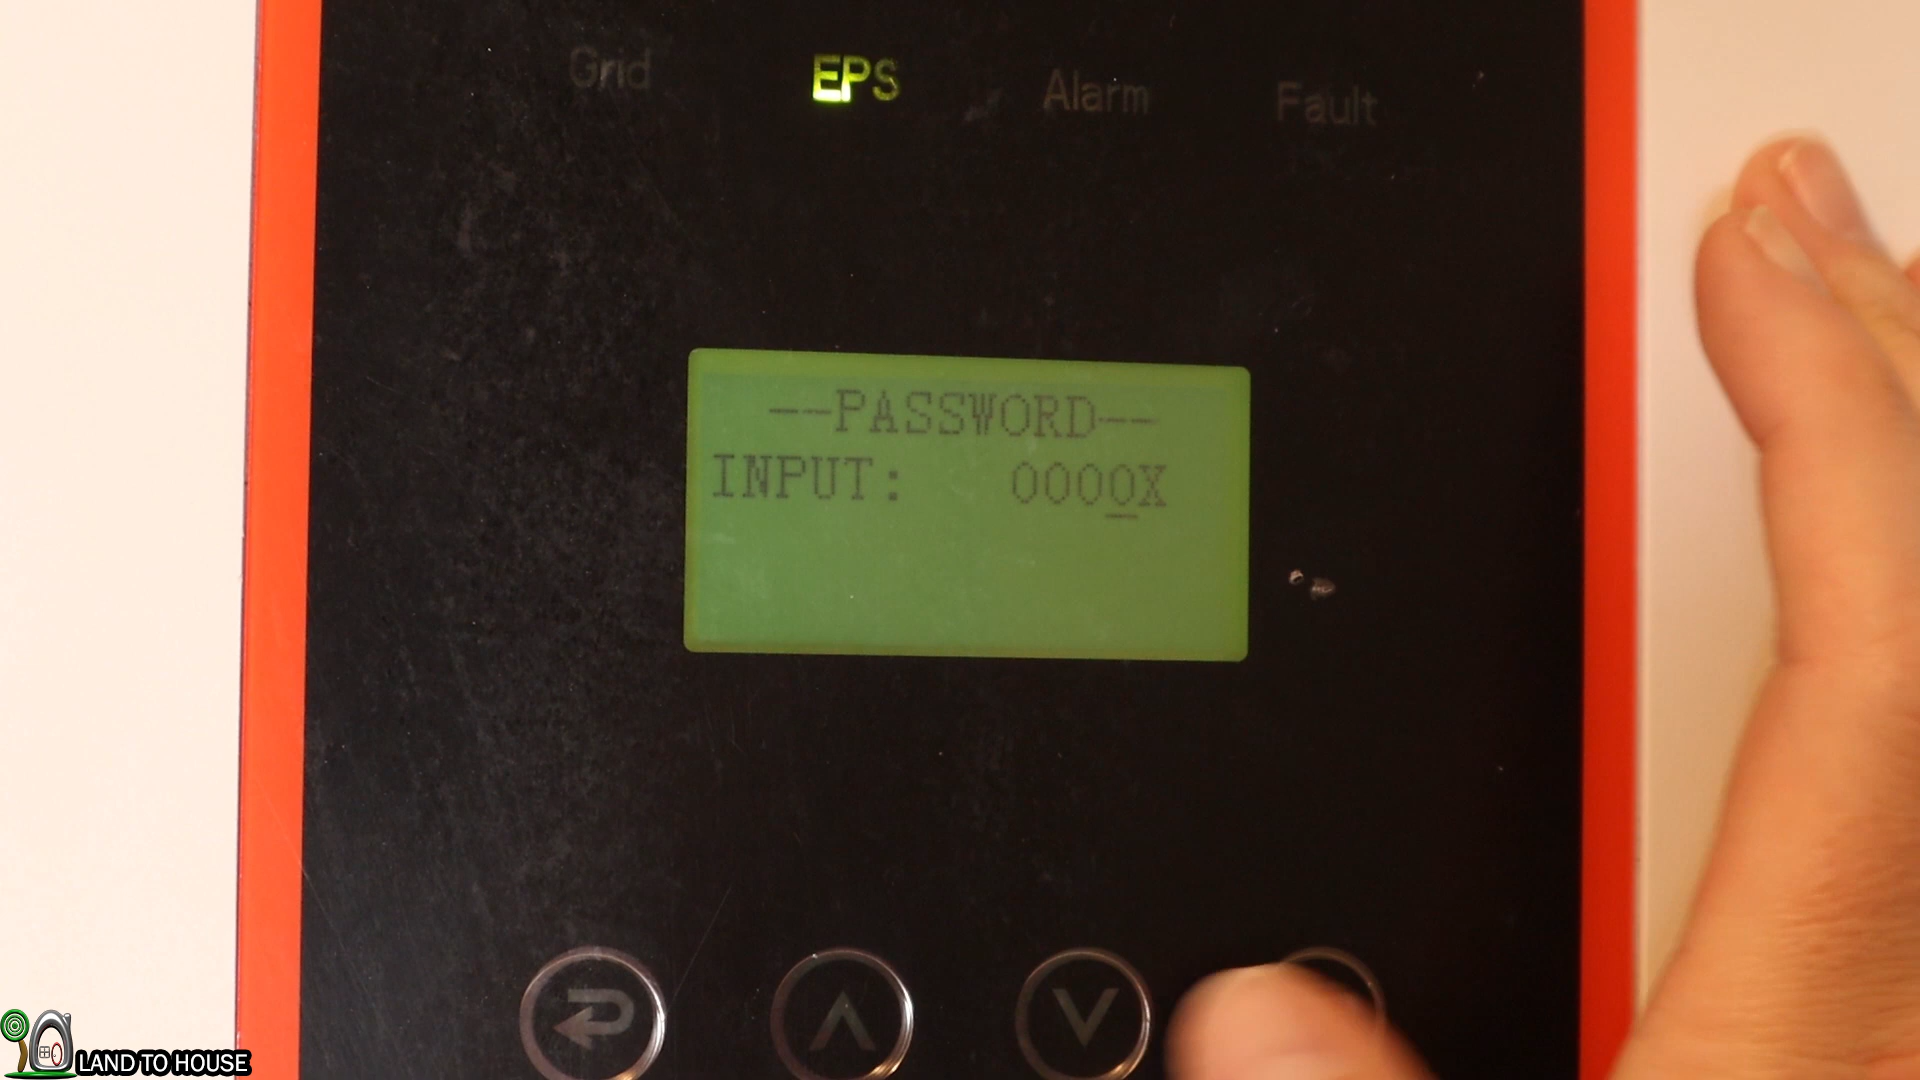 Grid EPS Alarm Fault
--PASSWORD--
INPUT: 0000X
LAND TO HOUSE